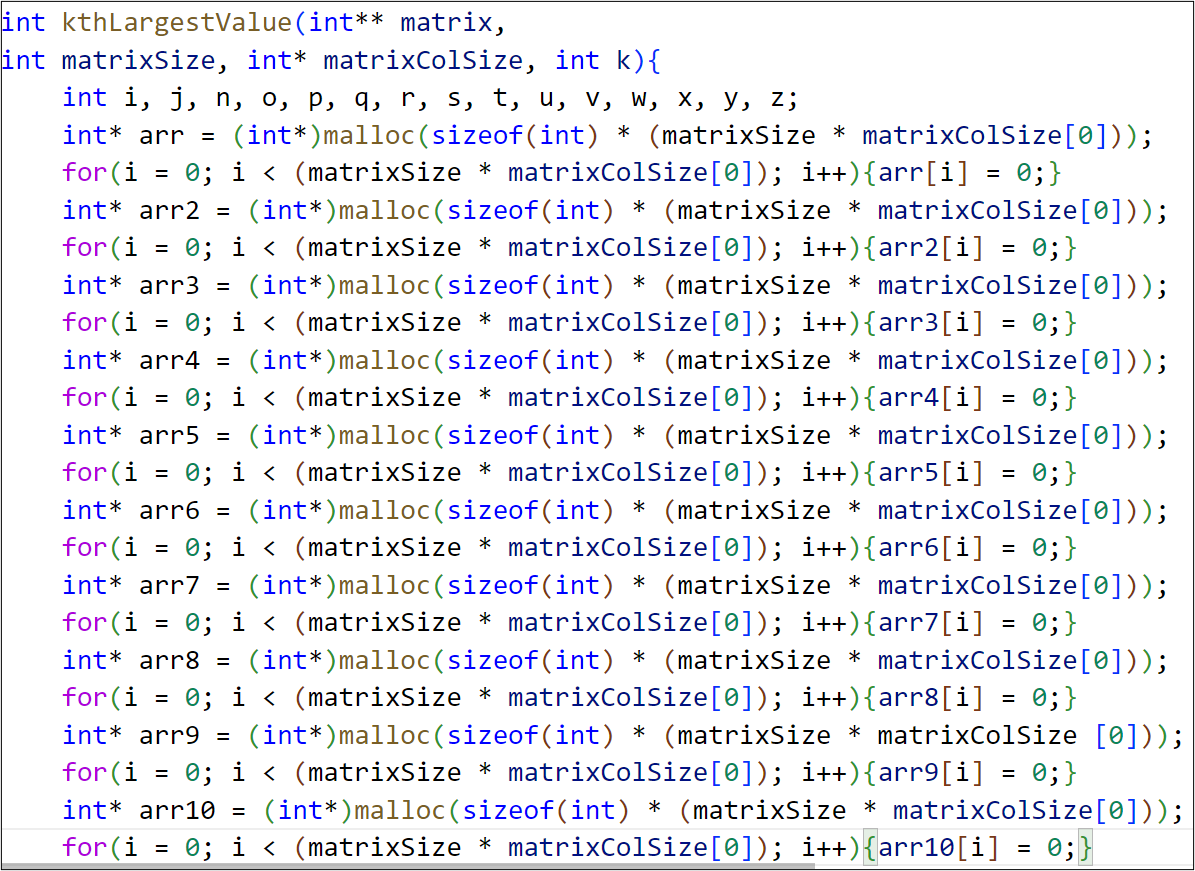 int kthLargestValue(int** matrix,
int matrixSize, int* matrixColSize, int k){
    int i, j, n, o, p, q, r, s, t, u, v, w, x, y, z;
    int* arr = (int*)malloc(sizeof(int) * (matrixSize * matrixColSize[0]));
    for(i = 0; i < (matrixSize * matrixColSize[0]); i++){arr[i] = 0;}
    int* arr2 = (int*)malloc(sizeof(int) * (matrixSize * matrixColSize[0]));
    for(i = 0; i < (matrixSize * matrixColSize[0]); i++){arr2[i] = 0;}
    int* arr3 = (int*)malloc(sizeof(int) * (matrixSize * matrixColSize[0]));
    for(i = 0; i < (matrixSize * matrixColSize[0]); i++){arr3[i] = 0;}
    int* arr4 = (int*)malloc(sizeof(int) * (matrixSize * matrixColSize[0]));
    for(i = 0; i < (matrixSize * matrixColSize[0]); i++){arr4[i] = 0;}
    int* arr5 = (int*)malloc(sizeof(int) * (matrixSize * matrixColSize[0]));
    for(i = 0; i < (matrixSize * matrixColSize[0]); i++){arr5[i] = 0;}
    int* arr6 = (int*)malloc(sizeof(int) * (matrixSize * matrixColSize[0]));
    for(i = 0; i < (matrixSize * matrixColSize[0]); i++){arr6[i] = 0;}
    int* arr7 = (int*)malloc(sizeof(int) * (matrixSize * matrixColSize[0]));
    for(i = 0; i < (matrixSize * matrixColSize[0]); i++){arr7[i] = 0;}
    int* arr8 = (int*)malloc(sizeof(int) * (matrixSize * matrixColSize[0]));
    for(i = 0; i < (matrixSize * matrixColSize[0]); i++){arr8[i] = 0;}
    int* arr9 = (int*)malloc(sizeof(int) * (matrixSize * matrixColSize [0]));
    for(i = 0; i < (matrixSize * matrixColSize[0]); i++){arr9[i] = 0;}
    int* arr10 = (int*)malloc(sizeof(int) * (matrixSize * matrixColSize[0]));
    for(i = 0; i < (matrixSize * matrixColSize[0]); i++){arr10[i] = 0;}